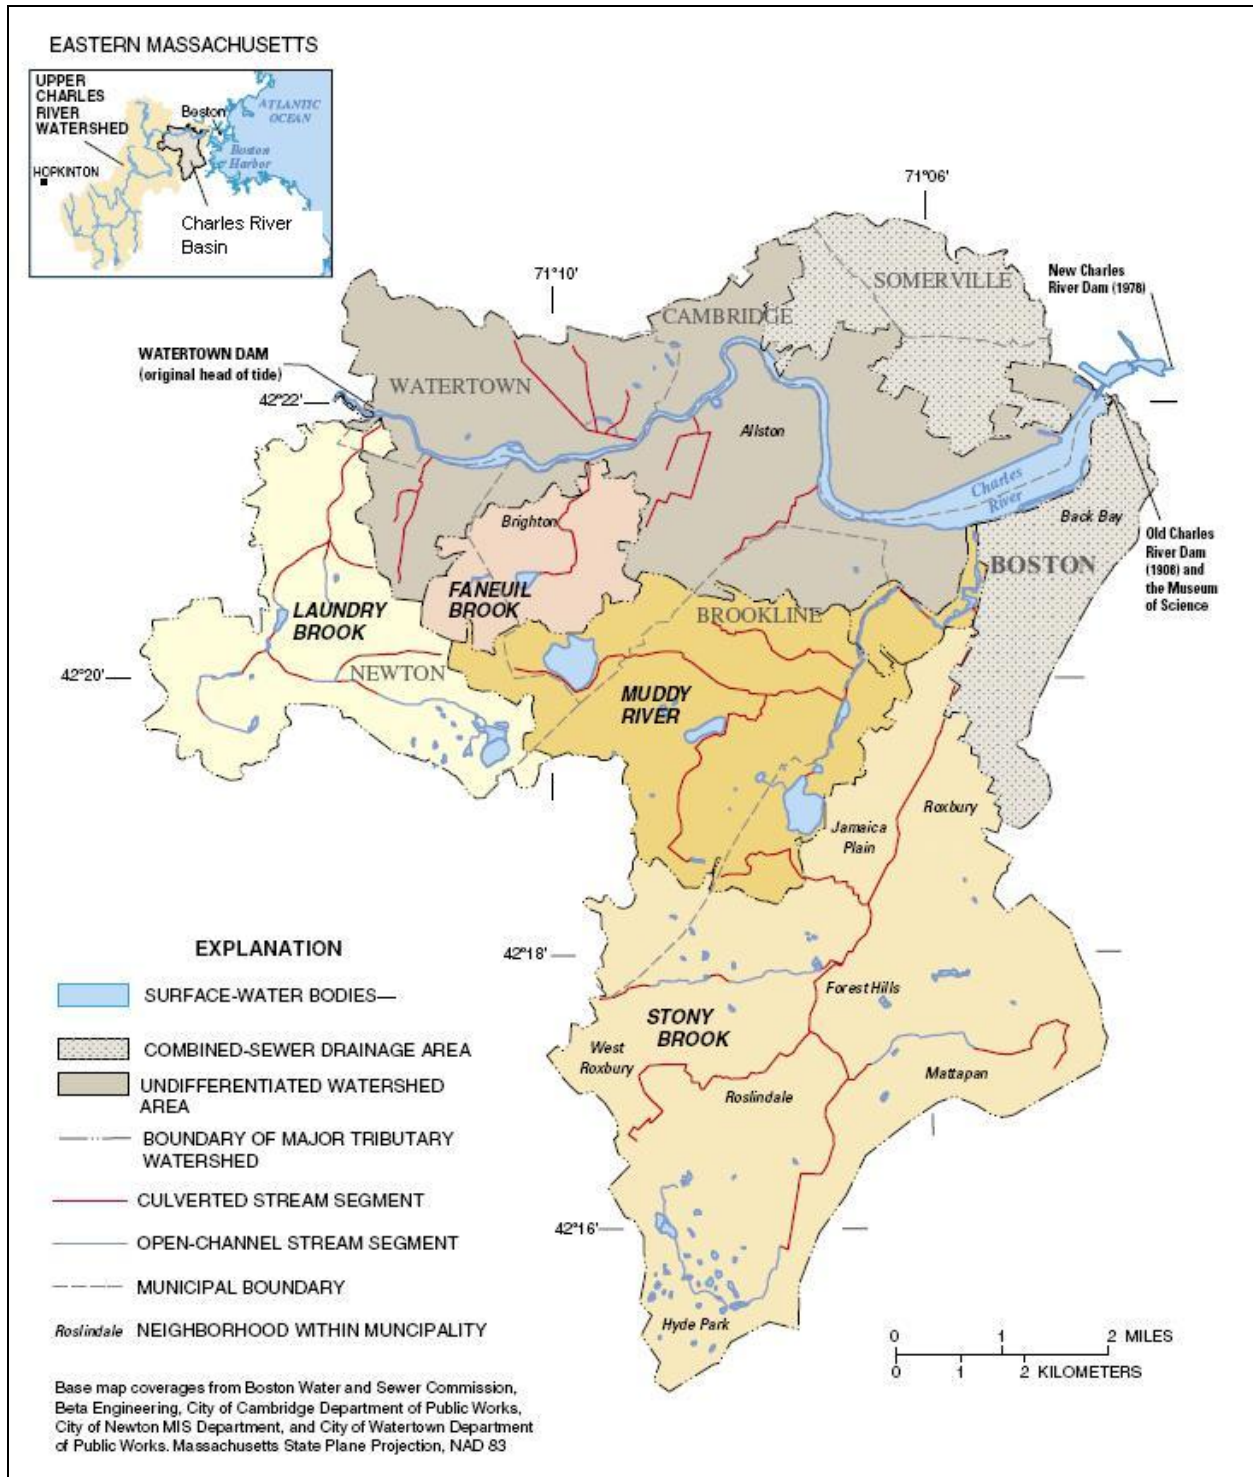 EASTERN MASSACHUSETTS
UPPER
CHARLES
RIVER
WATERSHED
Boston
ATLANTIC
OCEAN
Boston
Harbor
HOPKINTON
Charles River
Basin
71°06'
71°10'
SOMERVILLE
New Charles
River Dam (1978)
CAMBRIDGE
WATERTOWN DAM
(original head of tide)
WATERTOWN
42°22'
Allston
Charles
River
Back Bay
Brighton
Old Charles
River Dam
(1908) and
the Museum
of Science
BOSTON
FANEUIL
BROOK
LAUNDRY
BROOK
BROOKLINE
NEWTON
42°20'
MUDDY
RIVER
Roxbury
Jamaica
Plain
42°18'
Forest Hills
STONY
BROOK
West
Roxbury
Mattapan
Roslindale
42°16'
Hyde Park
EXPLANATION
SURFACE-WATER BODIES—
COMBINED-SEWER DRAINAGE AREA
UNDIFFERENTIATED WATERSHED
AREA
BOUNDARY OF MAJOR TRIBUTARY
WATERSHED
CULVERTED STREAM SEGMENT
OPEN-CHANNEL STREAM SEGMENT
MUNICIPAL BOUNDARY
Roslindale NEIGHBORHOOD WITHIN MUNCIPALITY
0 1 2 MILES
0 1 2 KILOMETERS
Base map coverages from Boston Water and Sewer Commission,
Beta Engineering, City of Cambridge Department of Public Works,
City of Newton MIS Department, and City of Watertown Department
of Public Works. Massachusetts State Plane Projection, NAD 83